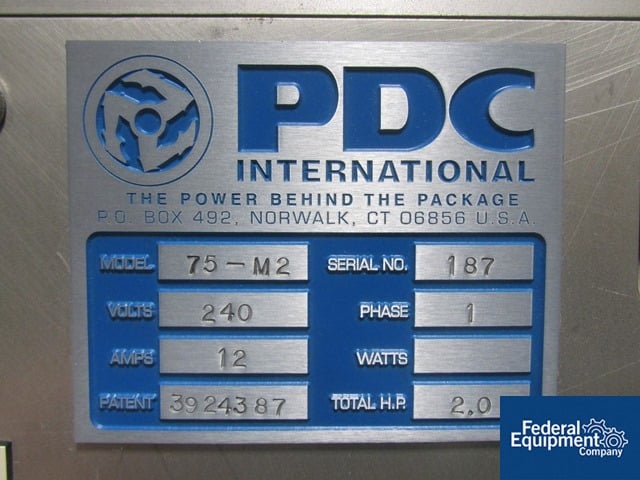 PDC
INTERNATIONAL
THE POWER BEHIND THE PACKAGE
P.O. BOX 492, NORWALK, CT 06856 U.S.A.
MODEL 75-M2 SERIAL NO. 187
VOLTS 240 PHASE 1
AMPS 12 WATTS
PATENT 3924387 TOTAL H.P. 2.0
Federal
Equipment
Company